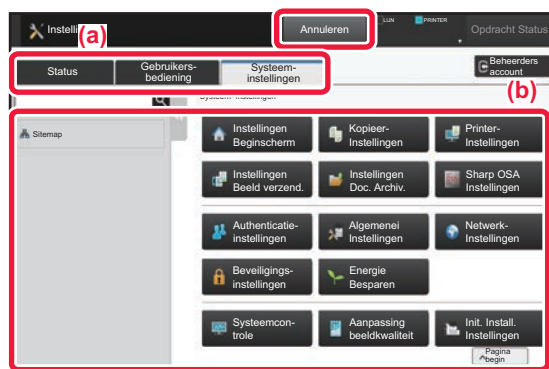 Instelli
(a)
Annuleren
LIJN
PRINTER
Opdracht Status
Status
Gebruikers-
bediening
Systeem-
instellingen
Beheerders
account
(b)
Sitemap
Instellingen
Beginscherm
Kopieer-
Instellingen
Printer-
Instellingen
Instellingen
Beeld verzend.
Instellingen
Doc. Archiv.
Sharp OSA
Instellingen
Authenticatie-
instellingen
Algemenei
Instellingen
Netwerk-
Instellingen
Beveiligings-
instellingen
Energie
Besparen
Systeemcon-
trole
Aanpassing
beeldkwaliteit
Init. Install.
Instellingen
Pagina
begin